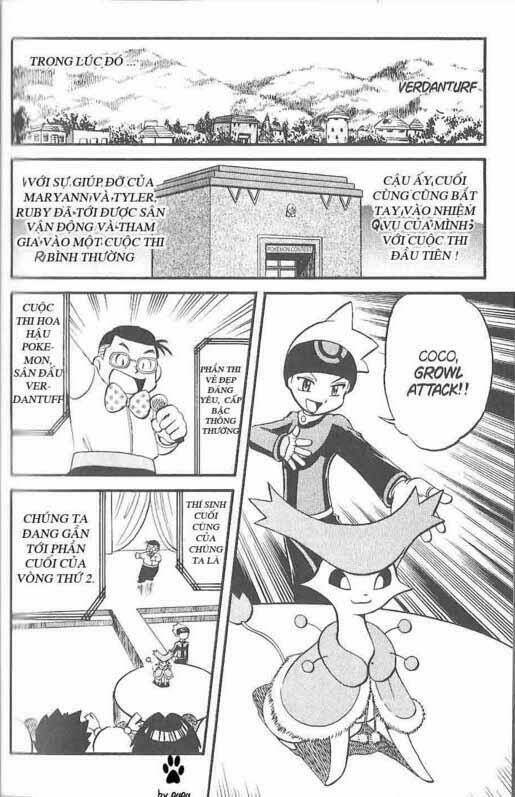 TRONG LÚC ĐÓ ...
VERDANTURF
VỚI SỰ GIÚP ĐỠ CỦA
MARYANN VÀ TYLER,
RUBY ĐÃ TỚI ĐƯỢC SÂN
VẬN ĐỘNG VÀ THAM
GIA VÀO MỘT CUỘC THI
BÌNH THƯỜNG
CẬU ẤY CUỐI
CÙNG CŨNG BẮT
TAY VÀO NHIỆM
VỤ CỦA MÌNH
VỚI CUỘC THI
ĐẦU TIÊN !
POKEMON CONTEST
CUỘC
THI HOA
HẬU
POKE-
MON,
SÂN ĐẤU
VER-
DANTUFF
PHẦN THI
VẺ ĐẸP
ĐÁNG
YÊU, CẤP
BẬC THÔNG
THƯỜNG
COCO,
GROWL
ATTACK!!
CHÚNG TA
ĐANG GẦN
TỚI PHẦN
CUỐI CỦA
VÒNG THỨ 2.
THÍ SINH
CUỐI
CÙNG CỦA
CHÚNG TA
LÀ
by